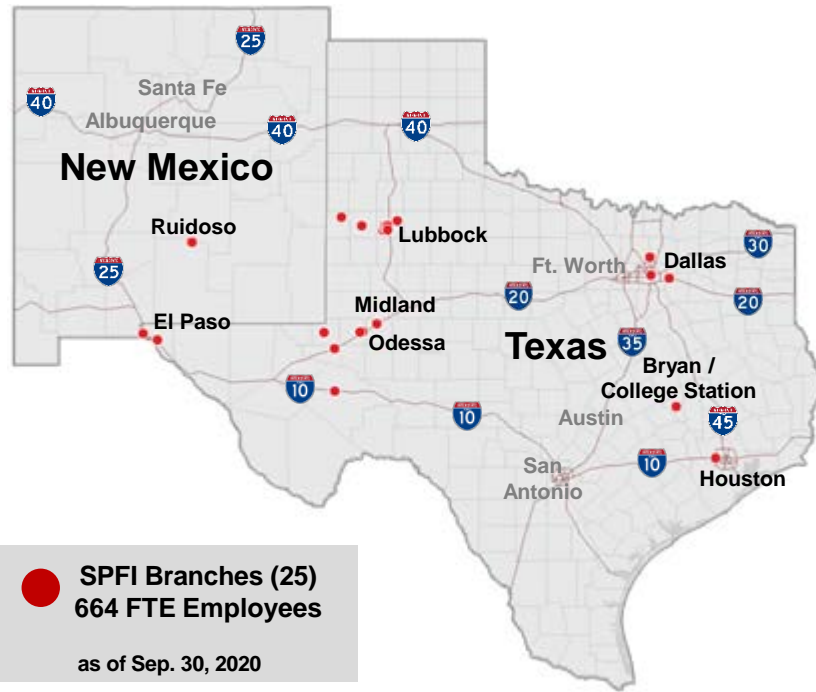 25
Santa Fe
40
Albuquerque
40
40
New Mexico
Ruidoso
Lubbock
30
Ft. Worth
Dallas
25
20
20
Midland
El Paso
Odessa
Texas
35
Bryan /
College Station
10
10
Austin
45
San
Antonio
10
Houston
SPFI Branches (25)
664 FTE Employees
as of Sep. 30, 2020